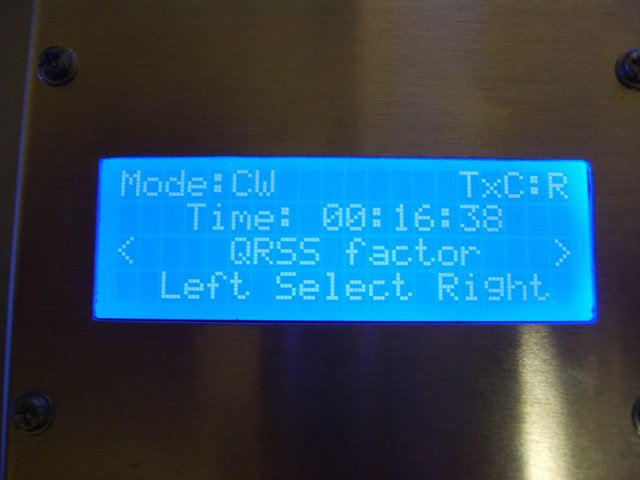 Mode:CW TxC:R
Time: 00:16:38
< QRSS factor >
Left Select Right